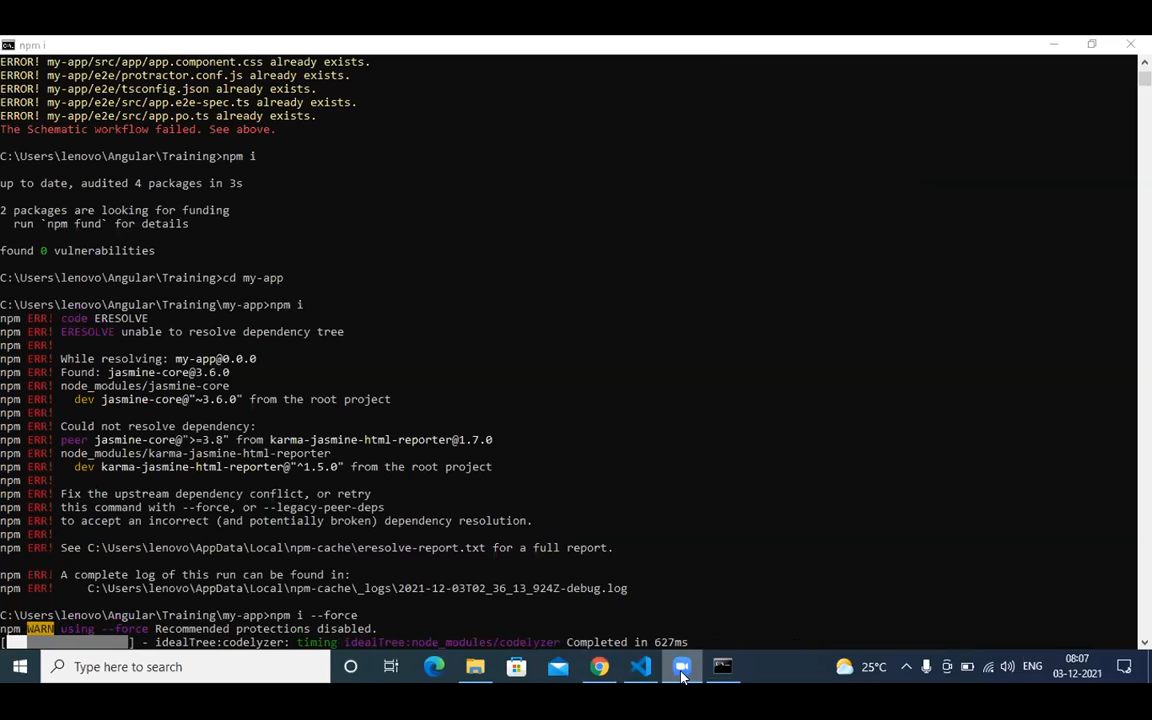 npm i
ERROR! my-app/src/app/app.component.css already exists.
ERROR! my-app/e2e/protractor.conf.js already exists.
ERROR! my-app/e2e/tsconfig.json already exists.
ERROR! my-app/e2e/src/app.e2e-spec.ts already exists.
ERROR! my-app/e2e/src/app.po.ts already exists.
The Schematic workflow failed. See above.
C:\Users\lenovo\Angular\Training>npm i
up to date, audited 4 packages in 3s
2 packages are looking for funding
run `npm fund` for details
found 0 vulnerabilities
C:\Users\lenovo\Angular\Training>cd my-app
C:\Users\lenovo\Angular\Training\my-app>npm i
npm ERR! code ERESOLVE
npm ERR! ERESOLVE unable to resolve dependency tree
npm ERR!
npm ERR! While resolving: my-app@0.0.0
npm ERR! Found: jasmine-core@3.6.0
npm ERR! node_modules/jasmine-core
npm ERR!   dev jasmine-core@"~3.6.0" from the root project
npm ERR!
npm ERR! Could not resolve dependency:
npm ERR! peer jasmine-core@">=3.8" from karma-jasmine-html-reporter@1.7.0
npm ERR! node_modules/karma-jasmine-html-reporter
npm ERR!   dev karma-jasmine-html-reporter@"^1.5.0" from the root project
npm ERR!
npm ERR! Fix the upstream dependency conflict, or retry
npm ERR! this command with --force, or --legacy-peer-deps
npm ERR! to accept an incorrect (and potentially broken) dependency resolution.
npm ERR!
npm ERR! See C:\Users\lenovo\AppData\Local\npm-cache\eresolve-report.txt for a full report.
npm ERR! A complete log of this run can be found in:
npm ERR!     C:\Users\lenovo\AppData\Local\npm-cache\_logs\2021-12-03T02_36_13_924Z-debug.log
C:\Users\lenovo\Angular\Training\my-app>npm i --force
npm WARN using --force Recommended protections disabled.
[] - idealTree:codelyzer: timing idealTree:node_modules/codelyzer Completed in 627ms
Type here to search
25°C
ENG
08:07
03-12-2021